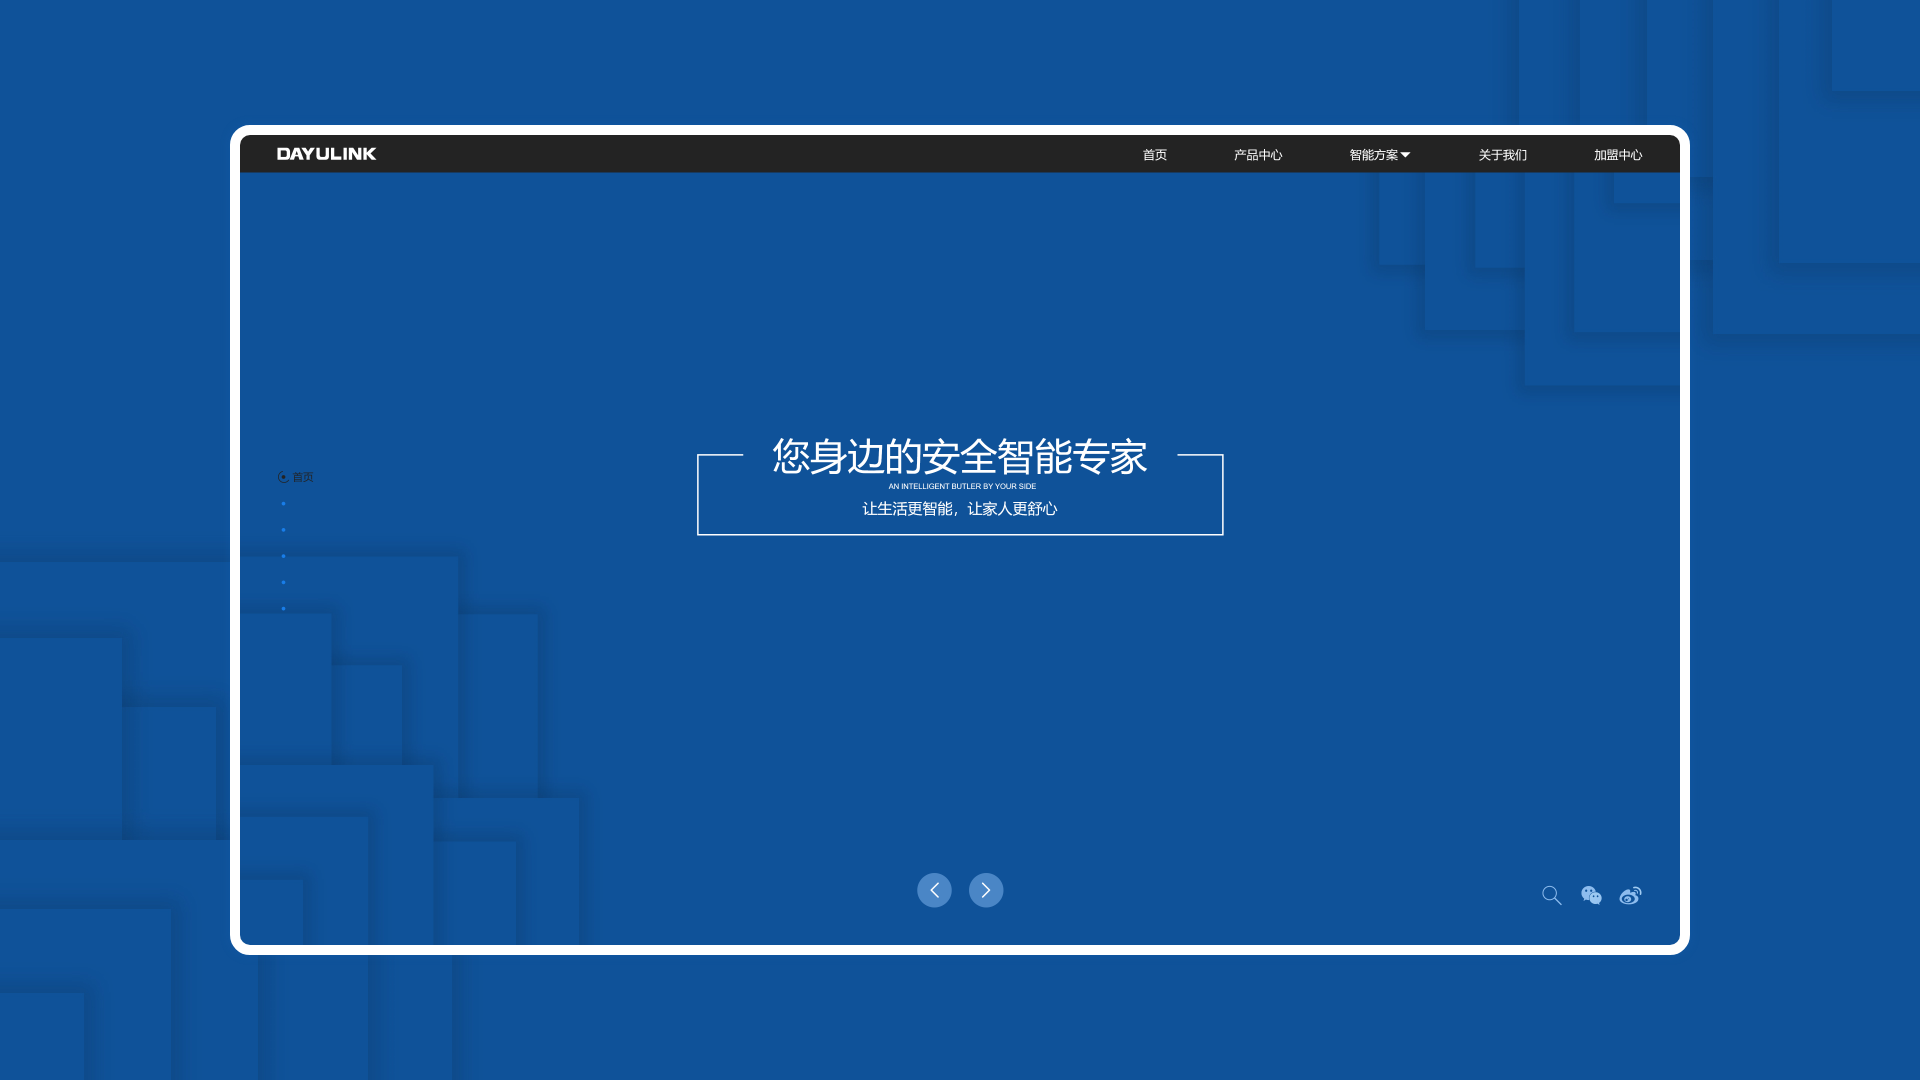 DAYULINK
首页
产品中心
智能方案
关于我们
加盟中心
您身边的安全智能专家
AN INTELLIGENT BUTLER BY YOUR SIDE
让生活更智能，让家人更舒心
首页